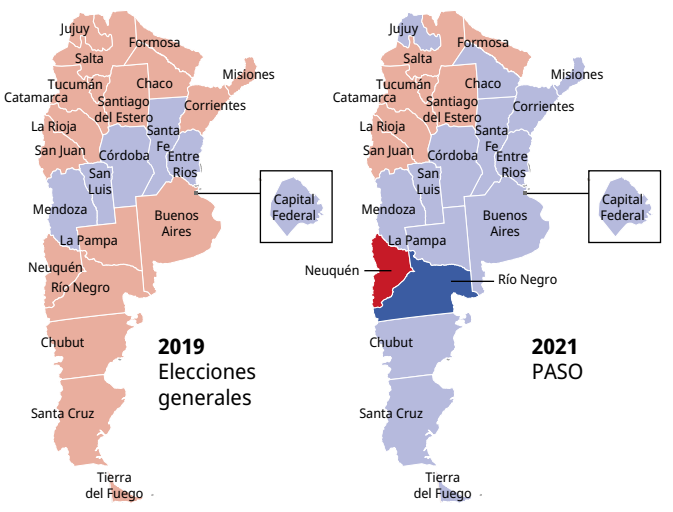 Jujuy
Formosa
Salta
Misiones
Tucumán
Chaco
Catamarca
Santiago
del Estero
Corrientes
La Rioja
Santa
Fe
San Juan
Córdoba
Entre
Ríos
San
Luis
Capital
Federal
Mendoza
Buenos
Aires
La Pampa
Neuquén
Río Negro
Chubut
2019
Elecciones
generales
Santa Cruz
Tierra
del Fuego
Jujuy
Formosa
Salta
Misiones
Tucumán
Chaco
Catamarca
Santiago
del Estero
Corrientes
La Rioja
Santa
Fe
San Juan
Córdoba
Entre
Ríos
San
Luis
Capital
Federal
Mendoza
Buenos
Aires
La Pampa
Neuquén
Río Negro
Chubut
2021
PASO
Santa Cruz
Tierra
del Fuego